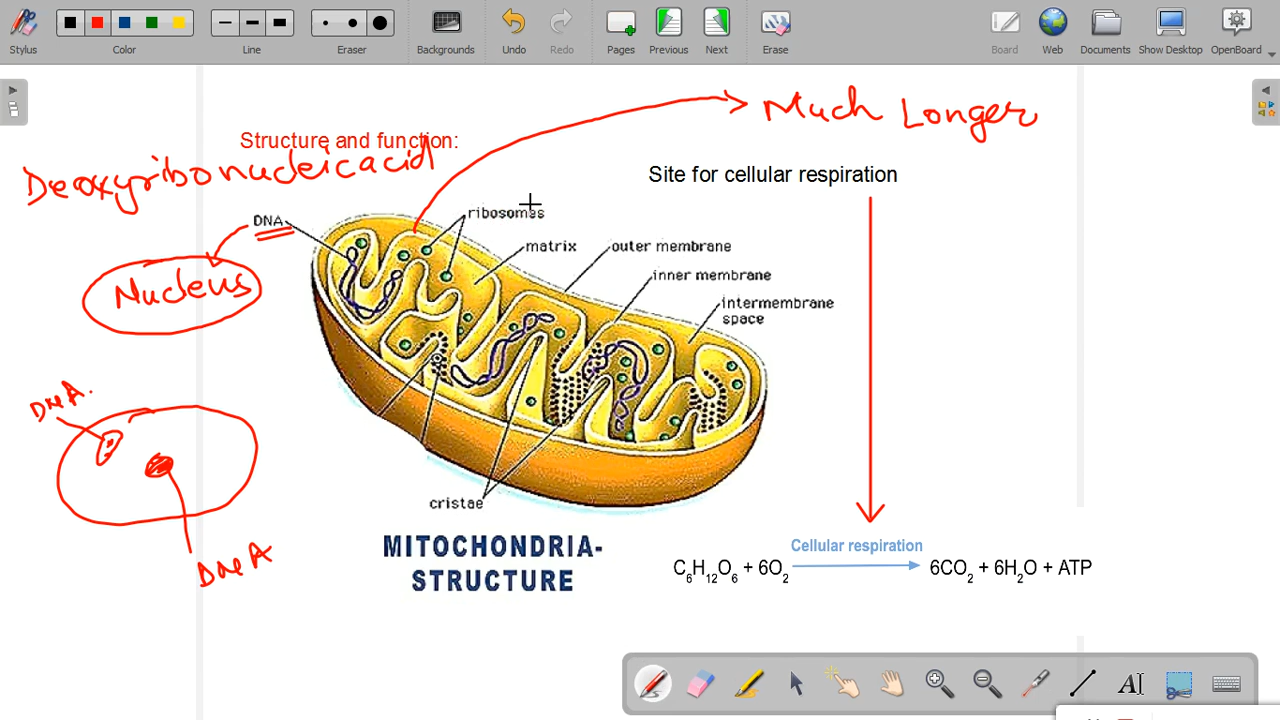 Stylus
Color
Line
Eraser
Backgrounds
Undo
Redo
Pages
Previous
Next
Erase
Board
Web
Documents
Show Desktop
OpenBoard
Much Longer
Structure and function:
Deoxyribonucleic acid
Site for cellular respiration
DNA
ribosomes
matrix
outer membrane
inner membrane
intermembrane
space
Nucleus
DNA.
cristae
DNA
MITOCHONDRIA-
STRUCTURE
Cellular respiration
C₆H₁₂O₆ + 6O₂ 6CO₂ + 6H₂O + ATP